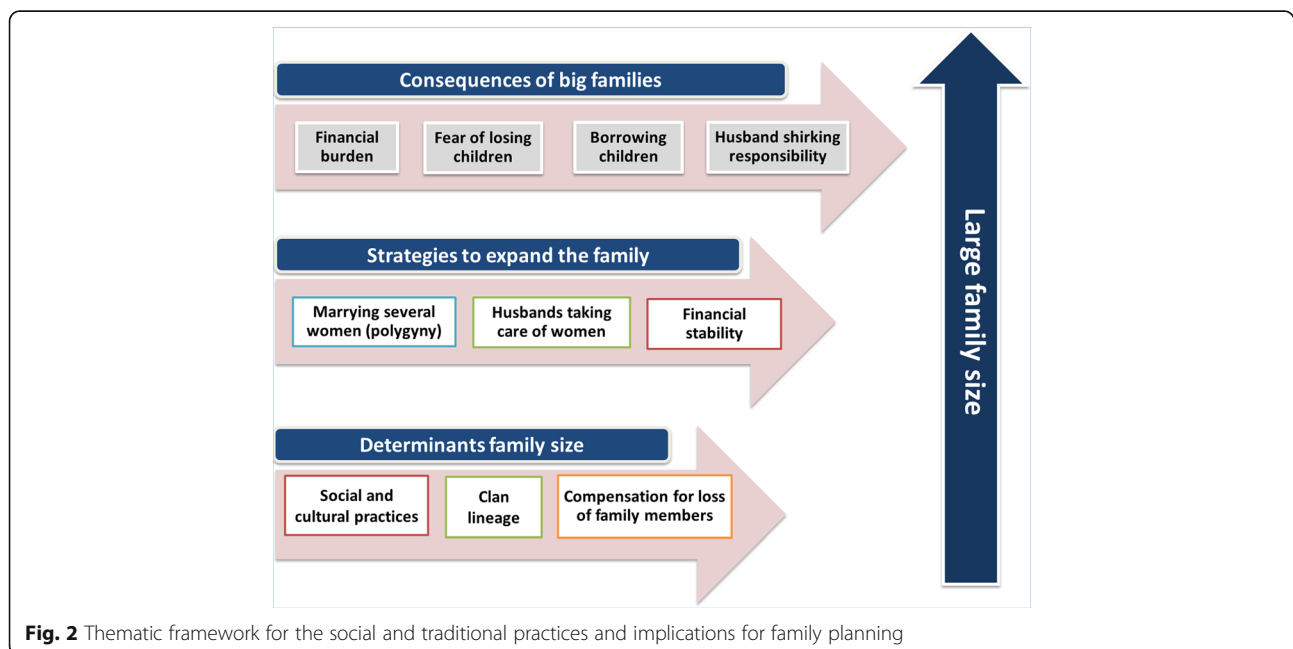 Consequences of big families
Financial
burden
Fear of losing
children
Borrowing
children
Husband shirking
responsibility
Strategies to expand the family
Marrying several
women (polygyny)
Husbands taking
care of women
Financial
stability
Determinants family size
Social and
cultural practices
Clan
lineage
Compensation for loss
of family members
Large family size
Fig. 2 Thematic framework for the social and traditional practices and implications for family planning